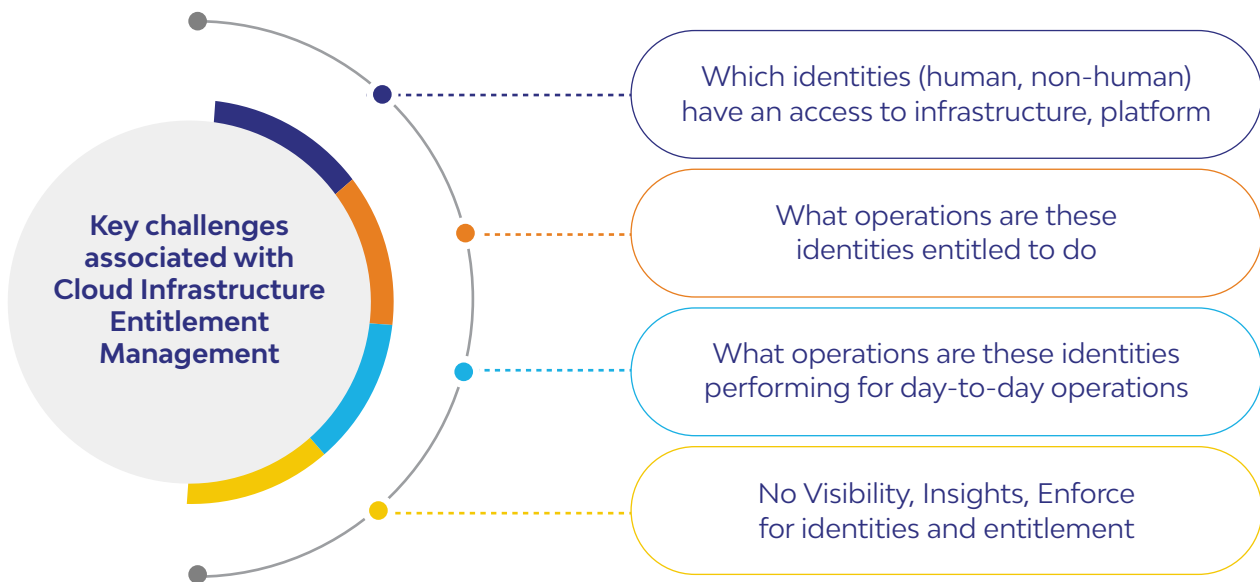 Key challenges
associated with
Cloud Infrastructure
Entitlement
Management
Which identities (human, non-human)
have an access to infrastructure, platform
What operations are these
identities entitled to do
What operations are these identities
performing for day-to-day operations
No Visibility, Insights, Enforce
for identities and entitlement